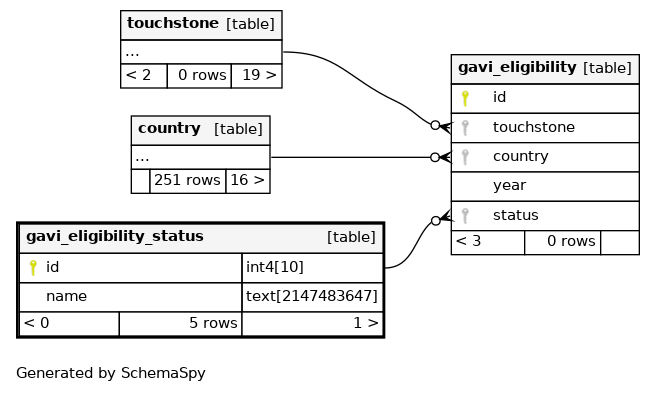 touchstone [table]
...
< 2 0 rows 19 >
country [table]
...
251 rows 16 >
gavi_eligibility_status [table]
id int4[10]
name text[2147483647]
< 0 5 rows 1 >
gavi_eligibility [table]
id
touchstone
country
year
status
< 3 0 rows
Generated by SchemaSpy